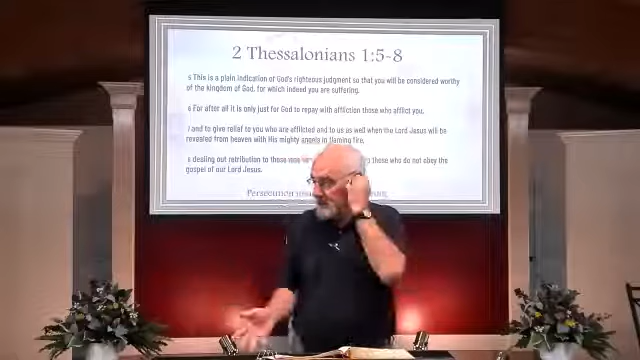 2 Thessalonians 1:5-8
5 This is a plain indication of God's righteous judgment so that you will be considered worthy
of the kingdom of God, for which indeed you are suffering.
6 For after all it is only just for God to repay with affliction those who afflict you,
7 and to give relief to you who are afflicted and to us as well when the Lord Jesus will be
revealed from heaven with His mighty angels in flaming fire,
8 dealing out retribution to those to those who do not obey the
gospel of our Lord Jesus.
Persecution